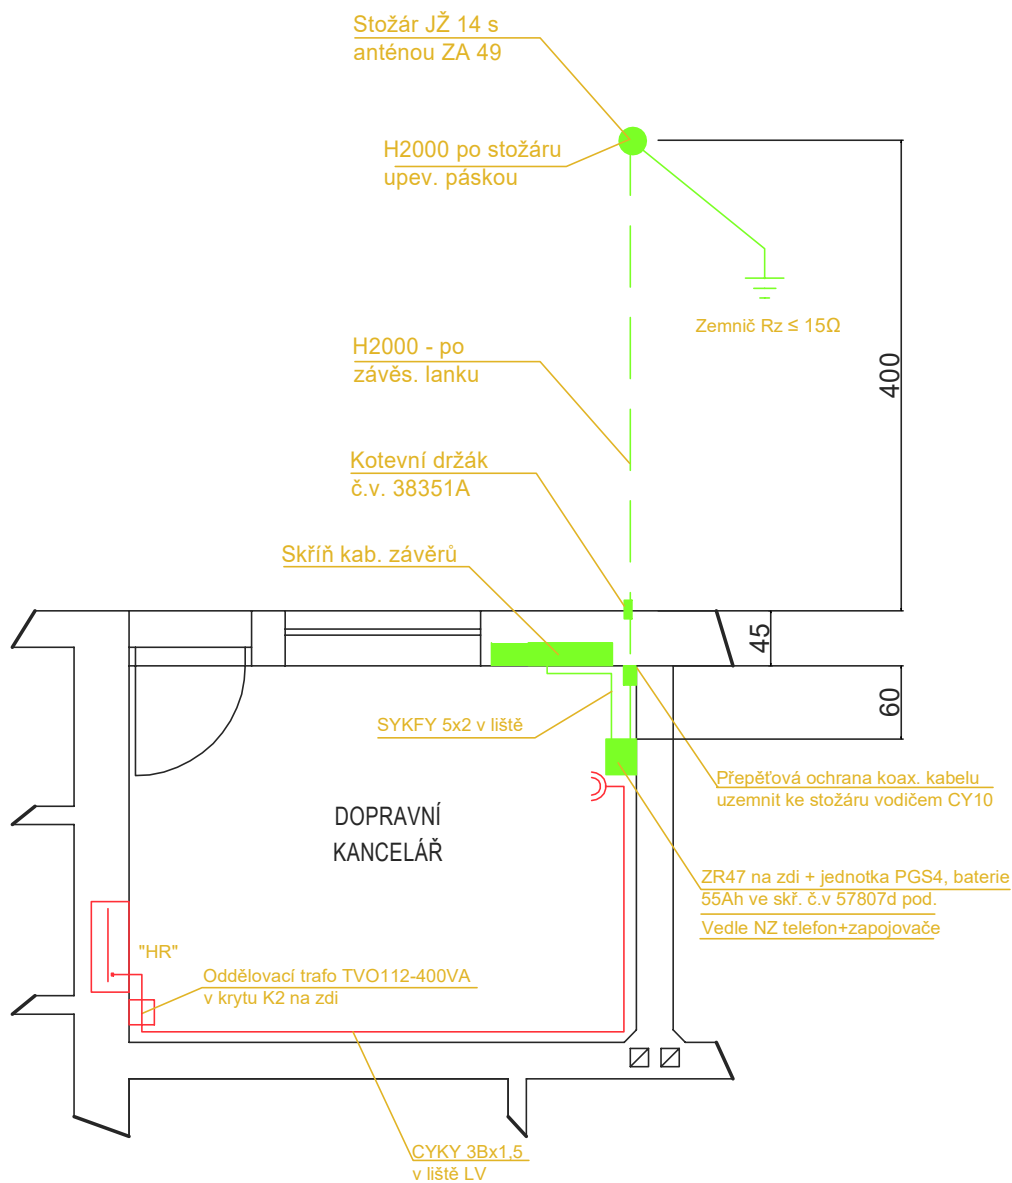 Stožár JŽ 14 s
anténou ZA 49
H2000 po stožáru
upev. páskou
Zemnič Rz ≤ 15Ω
H2000 - po
závěs. lanku
400
Kotevní držák
č.v. 38351A
Skříň kab. závěrů
45
60
SYKFY 5x2 v liště
Přepěťová ochrana koax. kabelu
uzemnit ke stožáru vodičem CY10
DOPRAVNÍ
KANCELÁŘ
ZR47 na zdi + jednotka PGS4, baterie
55Ah ve skř. č.v 57807d pod.
Vedle NZ telefon+zapojovače
"HR"
Oddělovací trafo TVO112-400VA
v krytu K2 na zdi
CYKY 3Bx1,5
v liště LV